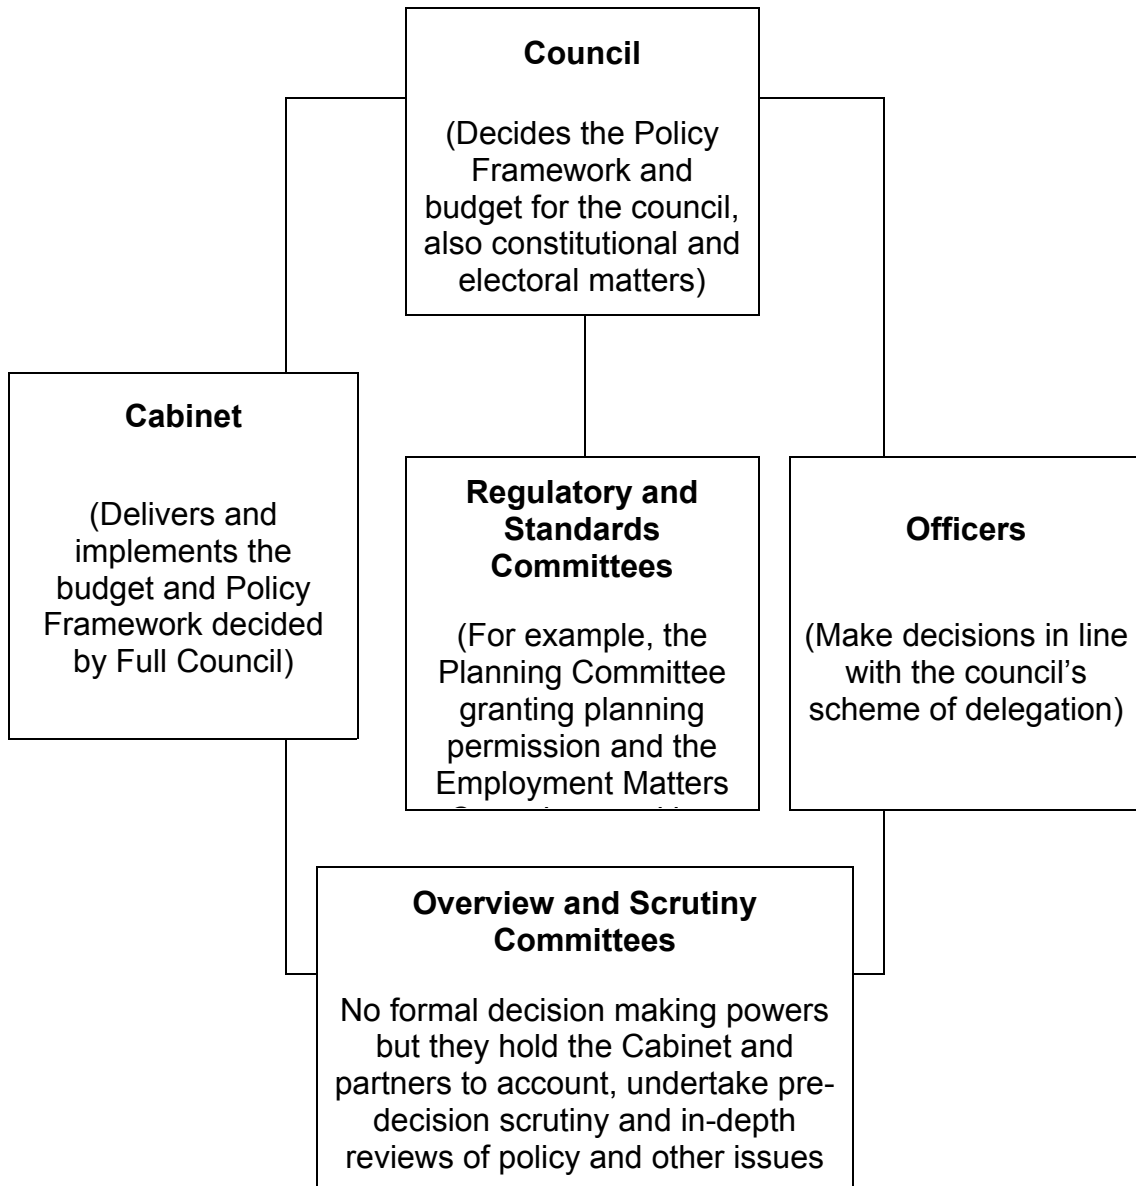 Council
(Decides the Policy
Framework and
budget for the council,
also constitutional and
electoral matters)
Cabinet
(Delivers and
implements the
budget and Policy
Framework decided
by Full Council)
Regulatory and
Standards
Committees
(For example, the
Planning Committee
granting planning
permission and the
Employment Matters
Officers
(Make decisions in line
with the council’s
scheme of delegation)
Overview and Scrutiny
Committees
No formal decision making powers
but they hold the Cabinet and
partners to account, undertake pre-
decision scrutiny and in-depth
reviews of policy and other issues